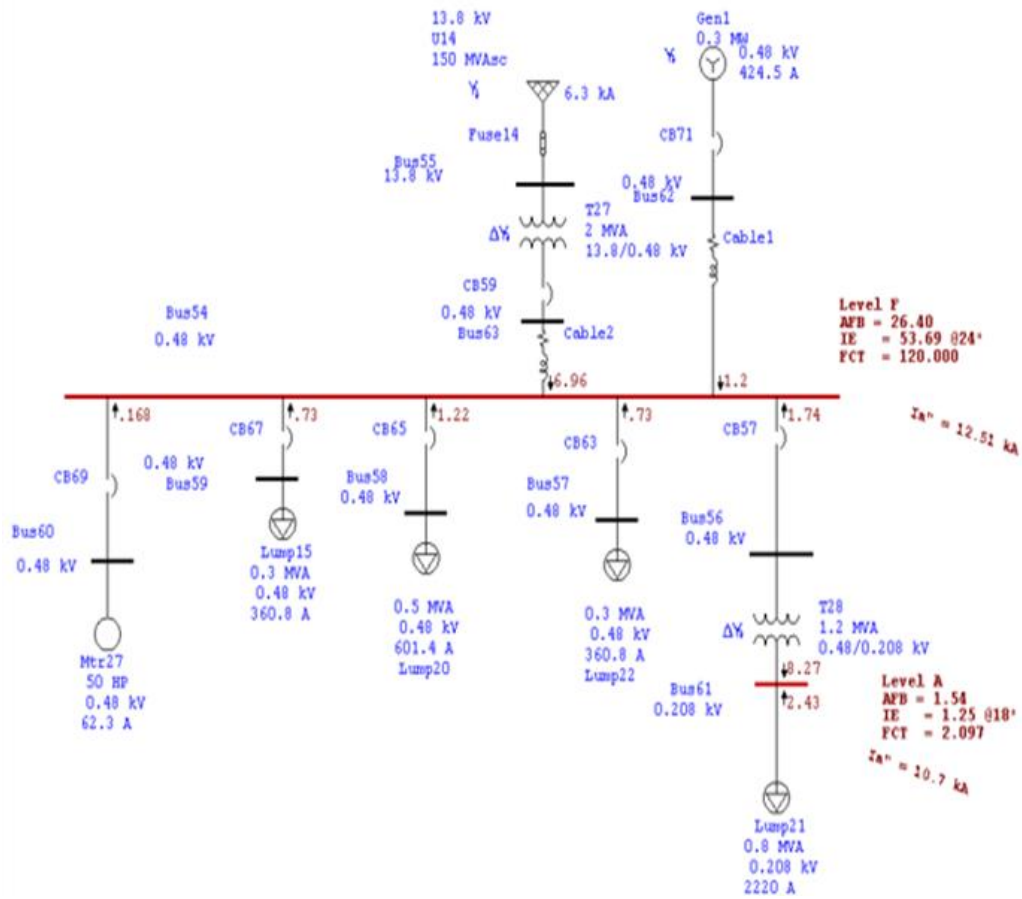 13.8 kV
U14
150 MVAsc
6.3 kA
Fuse14
Bus55
13.8 kV
T27
2 MVA
13.8/0.48 kV
CB59
0.48 kV
Bus63
Cable2
6.96
Gen1
0.3 MW
0.48 kV
424.5 A
CB71
0.48 kV
Bus62
Cable1
1.2
Bus54
0.48 kV
Level F
AFB = 26.40
IE = 53.69 @24"
FCT = 120.000
Ia" = 12.51 kA
.168
CB69
Bus60
0.48 kV
Mtr27
50 HP
0.48 kV
62.3 A
.73
CB67
0.48 kV
Bus59
Lump15
0.3 MVA
0.48 kV
360.8 A
1.22
CB65
Bus58
0.48 kV
0.5 MVA
0.48 kV
601.4 A
Lump20
.73
CB63
Bus57
0.48 kV
0.3 MVA
0.48 kV
360.8 A
Lump22
1.74
CB57
Bus56
0.48 kV
T28
1.2 MVA
0.48/0.208 kV
8.27
Bus61
0.208 kV
2.43
Level A
AFB = 1.54
IE = 1.25 @18"
FCT = 2.097
Ia" = 10.7 kA
Lump21
0.8 MVA
0.208 kV
2220 A